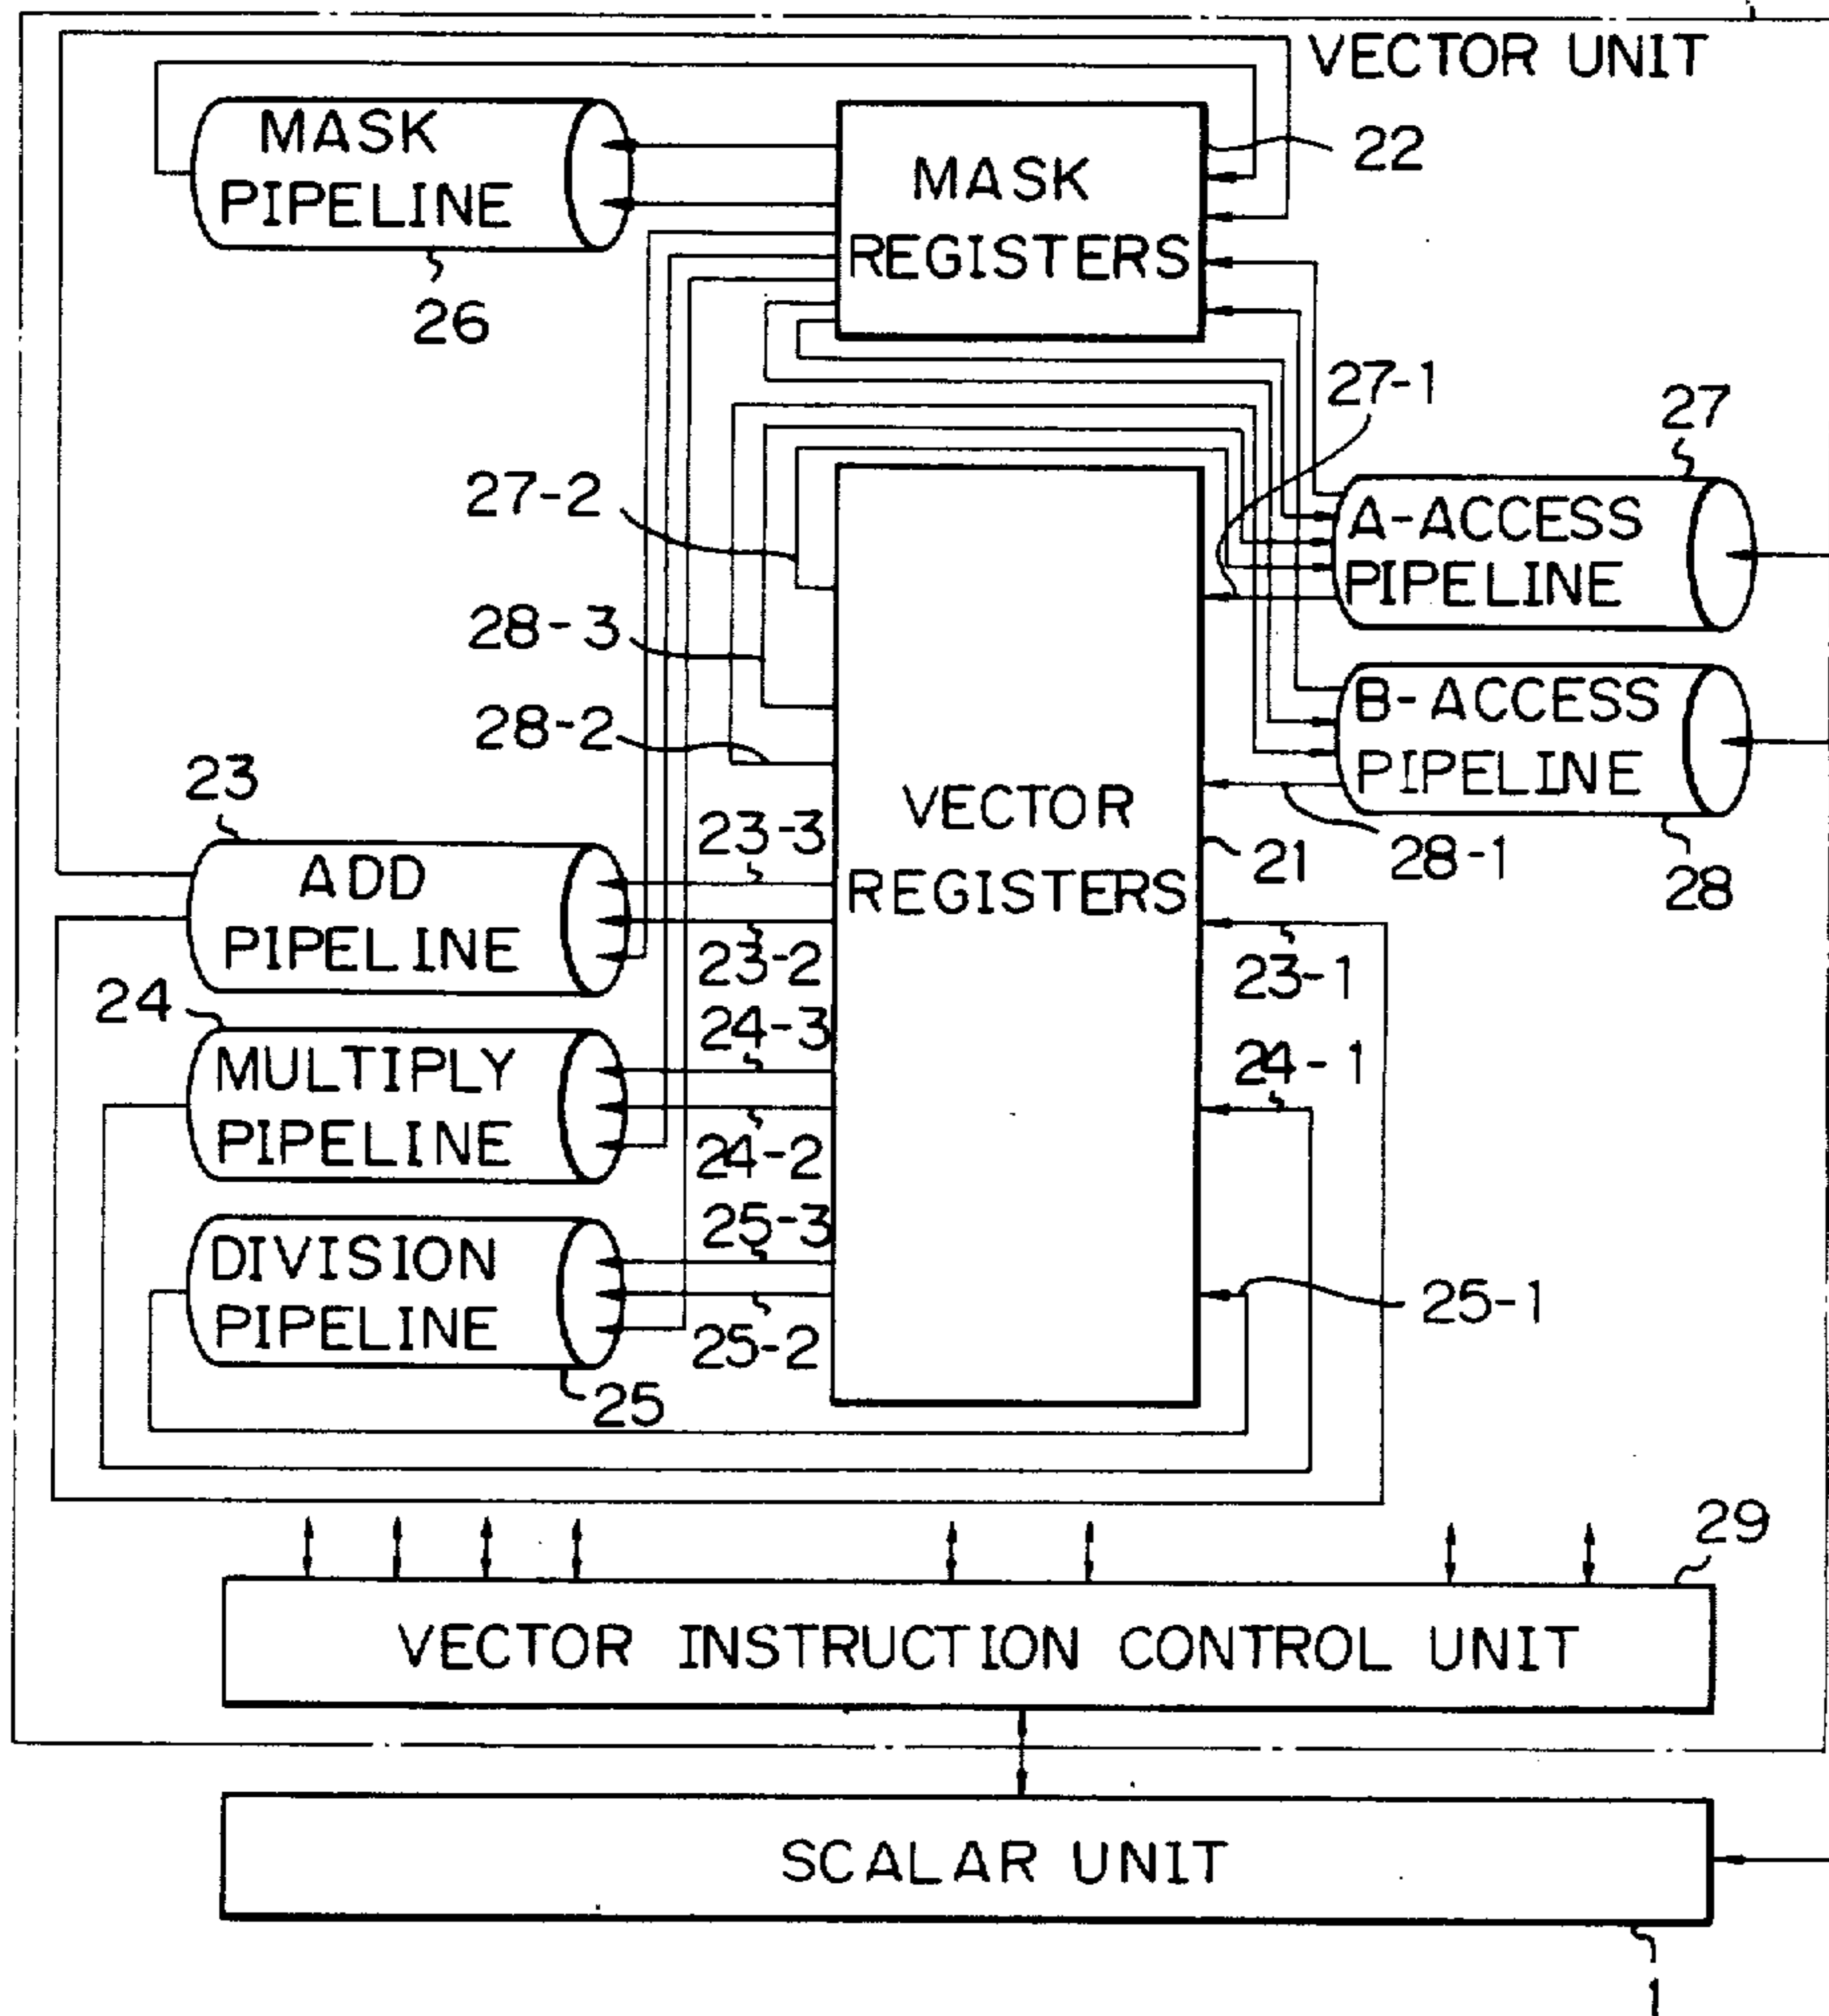 VECTOR UNIT
MASK
PIPELINE
26
MASK
REGISTERS
22
27-1
27
A-ACCESS
PIPELINE
27-2
28-3
28-2
B-ACCESS
PIPELINE
28-1
28
VECTOR
REGISTERS
21
23
ADD
PIPELINE
23-3
23-2
23-1
24
MULTIPLY
PIPELINE
24-3
24-2
24-1
DIVISION
PIPELINE
25-3
25-2
25-1
25
29
VECTOR INSTRUCTION CONTROL UNIT
SCALAR UNIT
1